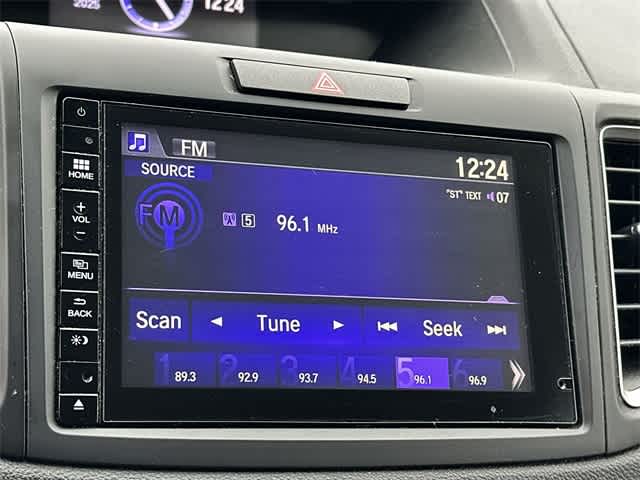 2025 12:24
FM
12:24
SOURCE
"ST" TEXT 07
FM
5 96.1 MHz
Scan Tune Seek
1 89.3 2 92.9 3 93.7 4 94.5 5 96.1 6 96.9
HOME
+
VOL
−
MENU
BACK